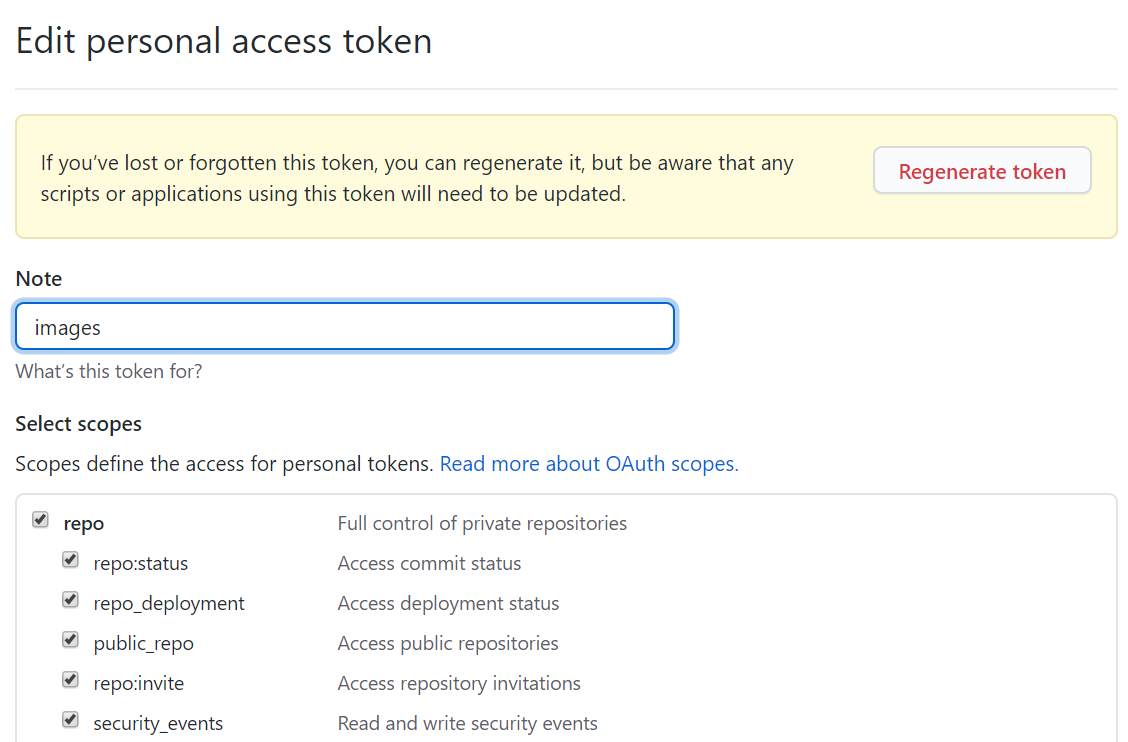 Edit personal access token
If you’ve lost or forgotten this token, you can regenerate it, but be aware that any
scripts or applications using this token will need to be updated.
Regenerate token
Note
images
What’s this token for?
Select scopes
Scopes define the access for personal tokens. Read more about OAuth scopes.
repo Full control of private repositories
repo:status Access commit status
repo_deployment Access deployment status
public_repo Access public repositories
repo:invite Access repository invitations
security_events Read and write security events